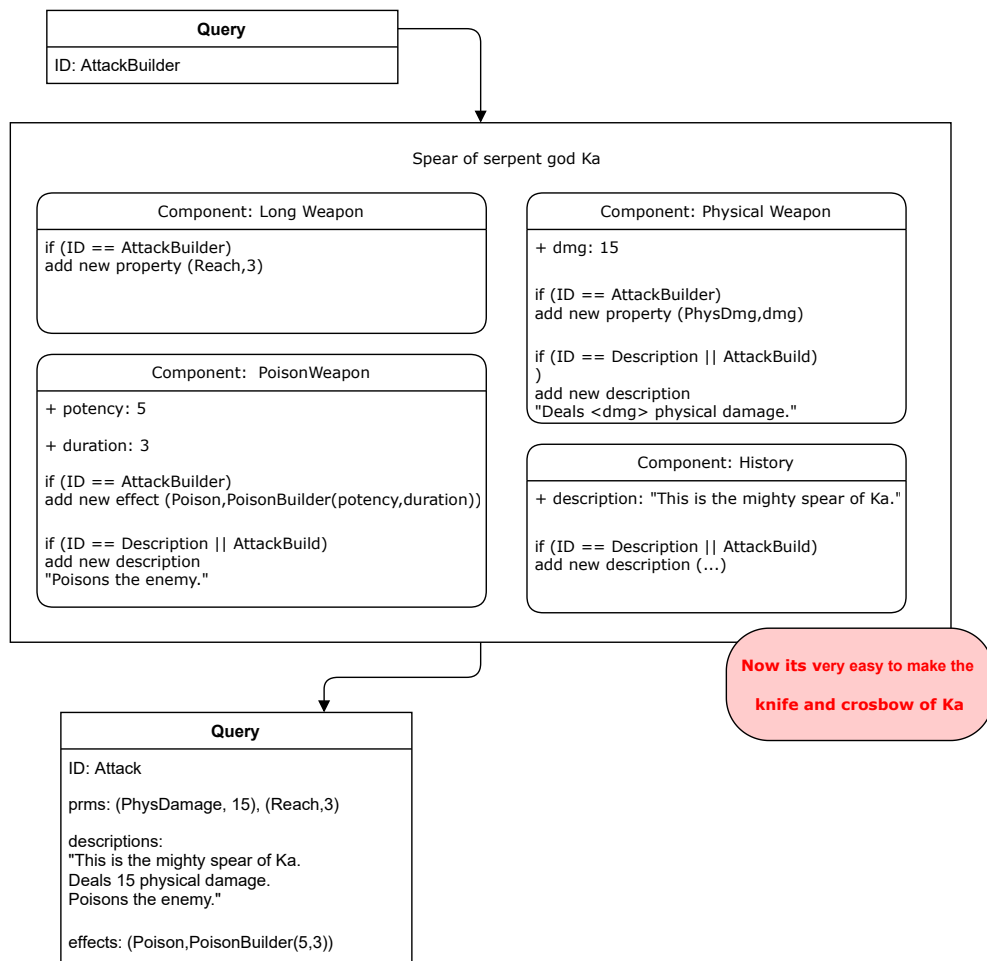 Query
ID: AttackBuilder
Spear of serpent god Ka
Component: Long Weapon
if (ID == AttackBuilder)
add new property (Reach,3)
Component: Physical Weapon
+ dmg: 15
if (ID == AttackBuilder)
add new property (PhysDmg,dmg)
if (ID == Description || AttackBuild)
)
add new description
"Deals <dmg> physical damage."
Component:  PoisonWeapon
+ potency: 5
+ duration: 3
if (ID == AttackBuilder)
add new effect (Poison,PoisonBuilder(potency,duration))
if (ID == Description || AttackBuild)
add new description
"Poisons the enemy."
Component: History
+ description: "This is the mighty spear of Ka."
if (ID == Description || AttackBuild)
add new description (...)
Now its very easy to make the
knife and crosbow of Ka
Query
ID: Attack
prms: (PhysDamage, 15), (Reach,3)
descriptions:
"This is the mighty spear of Ka.
Deals 15 physical damage.
Poisons the enemy."
effects: (Poison,PoisonBuilder(5,3))